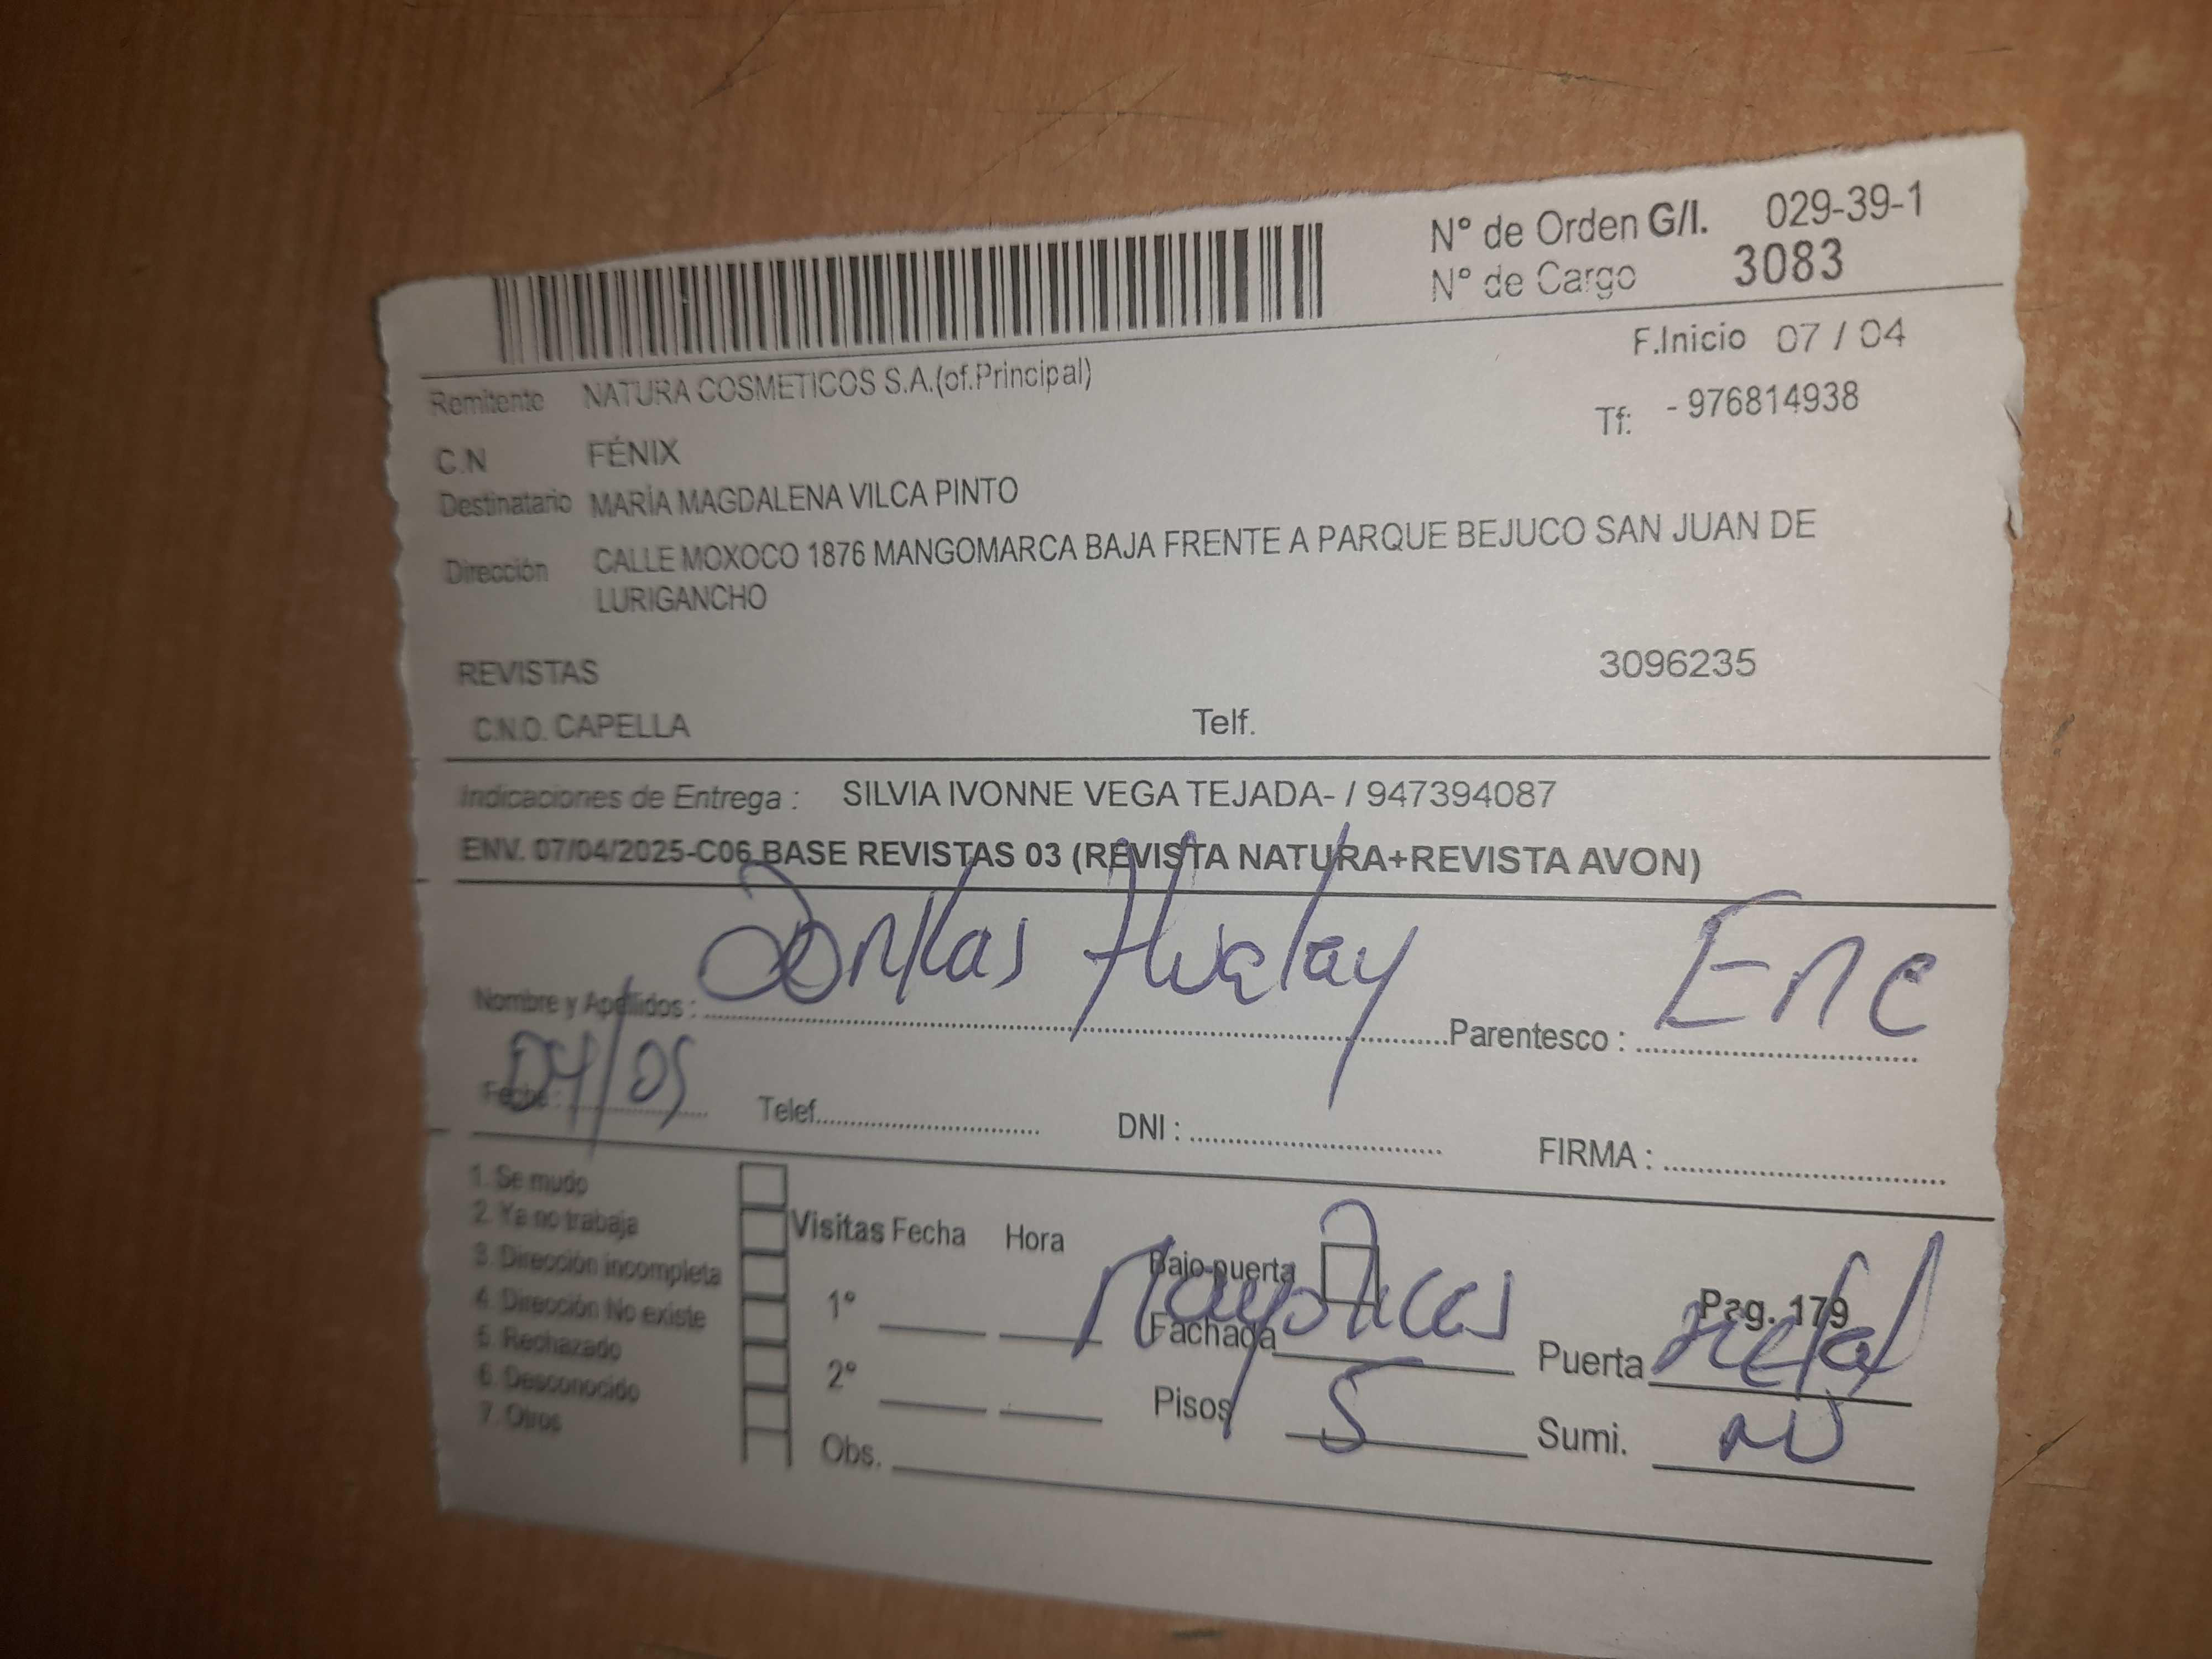 N° de Orden G/I. 029-39-1
N° de Cargo 3083
F.Inicio 07 / 04
Remitente NATURA COSMETICOS S.A.(of.Principal)
Tf: - 976814938
C.N FÉNIX
Destinatario MARÍA MAGDALENA VILCA PINTO
Dirección CALLE MOXOCO 1876 MANGOMARCA BAJA FRENTE A PARQUE BEJUCO SAN JUAN DE
LURIGANCHO
REVISTAS 3096235
C.N.O. CAPELLA Telf.
Indicaciones de Entrega : SILVIA IVONNE VEGA TEJADA- / 947394087
ENV. 07/04/2025-C06 BASE REVISTAS 03 (REVISTA NATURA+REVISTA AVON)
Nombre y Apellidos : Parentesco : Enc
Fecha : Telef. DNI : FIRMA :
1. Se mudo
2. Ya no trabaja
3. Dirección incompleta
4. Dirección No existe
5. Rechazado
6. Desconocido
7. Otros
Visitas Fecha Hora
1°
2°
Obs.
Bajo puerta
Fachada
Pisos 5
Pag. 179
Puerta
Sumi. NO